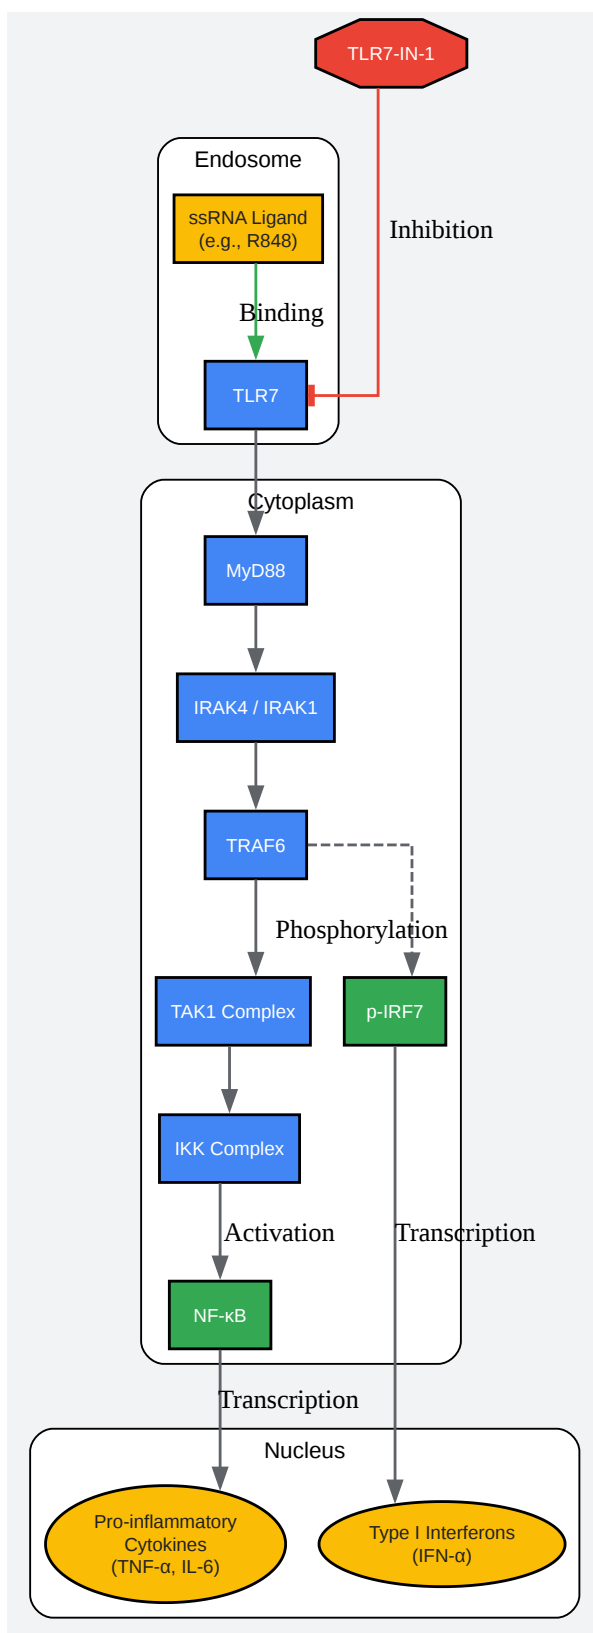 TLR7-IN-1
Endosome
ssRNA Ligand
(e.g., R848)
Inhibition
Binding
TLR7
Cytoplasm
MyD88
IRAK4 / IRAK1
TRAF6
Phosphorylation
TAK1 Complex
p-IRF7
IKK Complex
Activation
Transcription
NF-κB
Transcription
Nucleus
Pro-inflammatory
Cytokines
(TNF-α, IL-6)
Type I Interferons
(IFN-α)